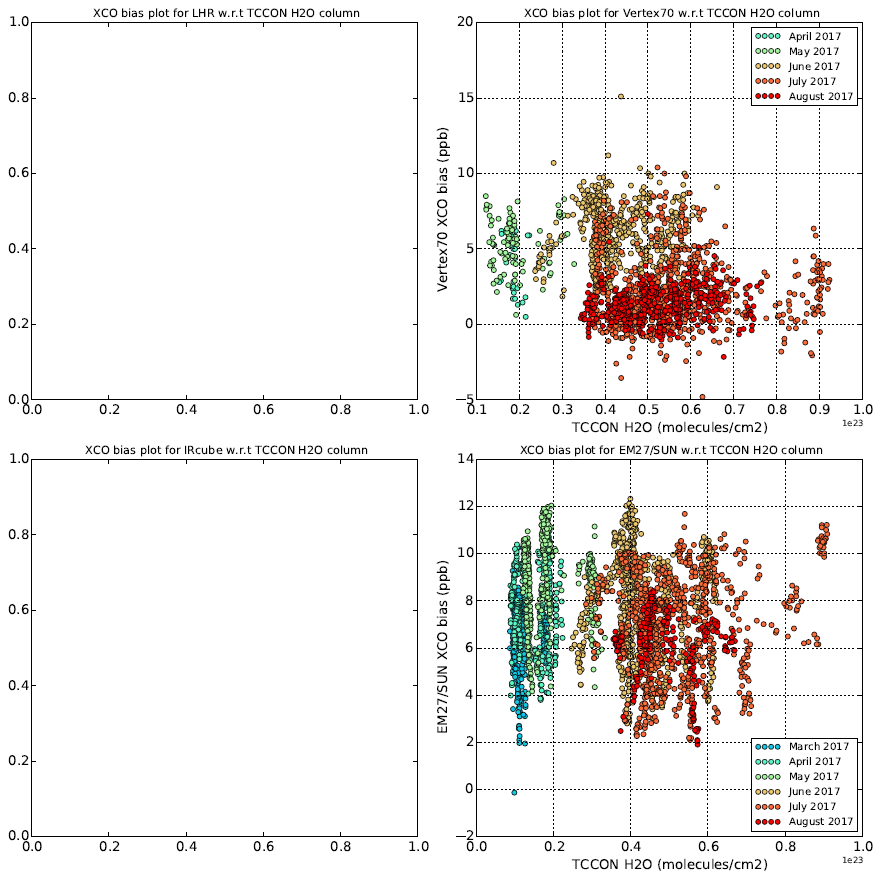 XCO bias plot for LHR w.r.t TCCON H2O column
1.0
0.8
0.6
0.4
0.2
0.0
0.0 0.2 0.4 0.6 0.8 1.0
XCO bias plot for Vertex70 w.r.t TCCON H2O column
Vertex70 XCO bias (ppb)
20
15
10
5
0
−5
April 2017
May 2017
June 2017
July 2017
August 2017
0.1 0.2 0.3 0.4 0.5 0.6 0.7 0.8 0.9 1.0
1e23
TCCON H2O (molecules/cm2)
XCO bias plot for IRcube w.r.t TCCON H2O column
1.0
0.8
0.6
0.4
0.2
0.0
0.0 0.2 0.4 0.6 0.8 1.0
XCO bias plot for EM27/SUN w.r.t TCCON H2O column
EM27/SUN XCO bias (ppb)
14
12
10
8
6
4
2
0
−2
March 2017
April 2017
May 2017
June 2017
July 2017
August 2017
0.0 0.2 0.4 0.6 0.8 1.0
1e23
TCCON H2O (molecules/cm2)